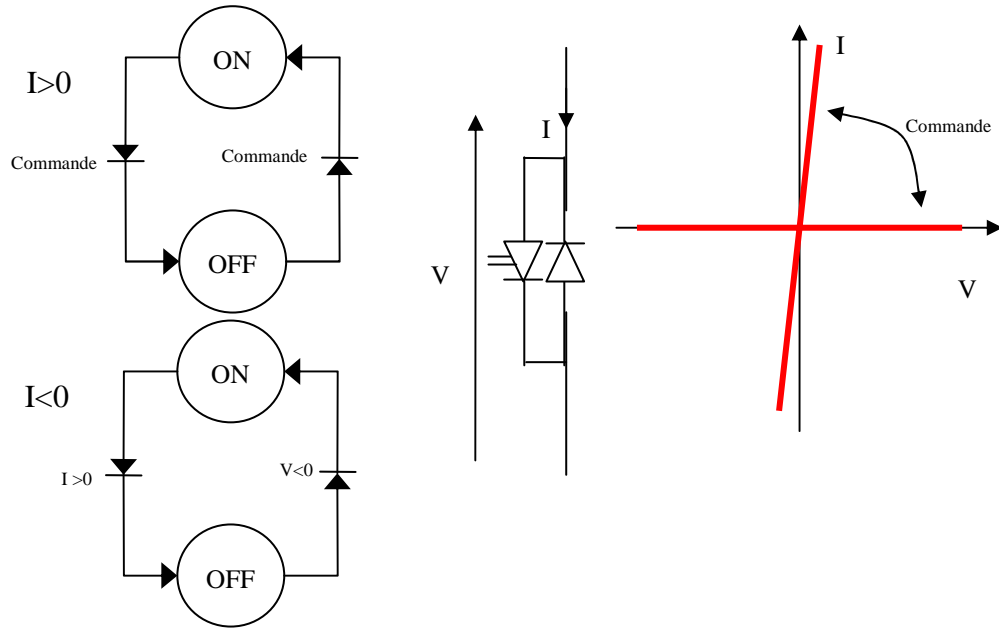 I>0
ON
Commande
Commande
OFF
I<0
ON
I >0
V<0
OFF
V
I
I
Commande
V